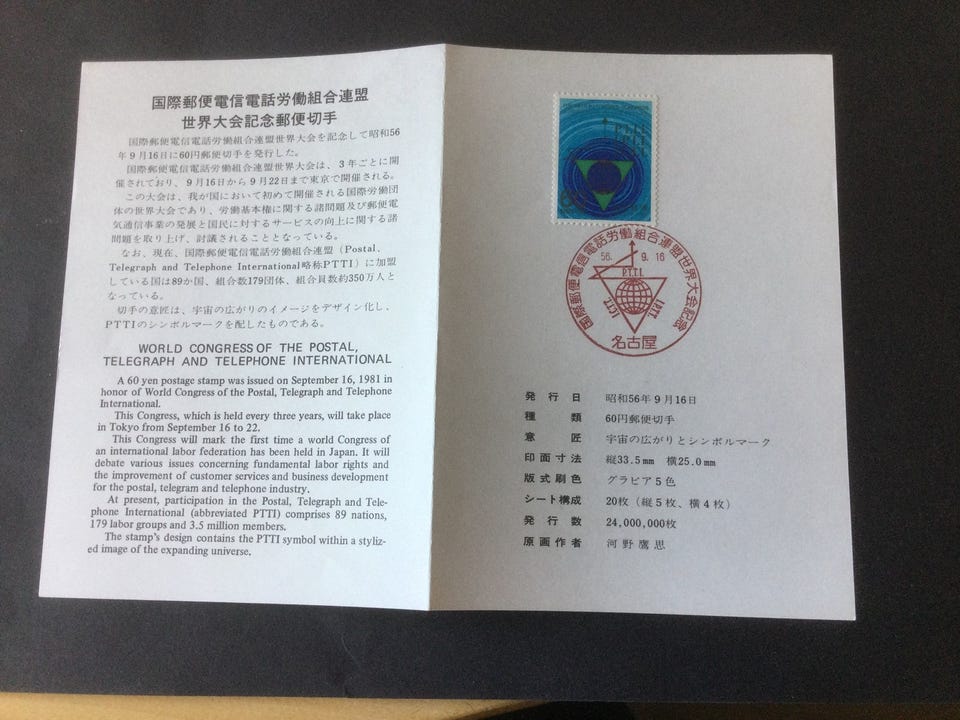 国際郵便電信電話労働組合連盟
世界大会記念郵便切手
国際郵便電信電話労働組合連盟世界大会を記念して昭和56
年9月16日に60円郵便切手を発行した。
国際郵便電信電話労働組合連盟世界大会は、3年ごとに開
催されており、9月16日から9月22日まで東京で開催される。
この大会は、我が国において初めて開催される国際労働団
体の世界大会であり、労働基本権に関する諸問題及び郵便電
気通信事業の発展と国民に対するサービスの向上に関する諸
問題を取り上げ、討議されることとなっている。
なお、現在、国際郵便電信電話労働組合連盟（Postal,
Telegraph and Telephone International略称PTTI）に加盟
している国は89か国、組合数179団体、組合員数約350万人と
なっている。
切手の意匠は、宇宙の広がりのイメージをデザイン化し、
PTTIのシンボルマークを配したものである。
WORLD CONGRESS OF THE POSTAL,
TELEGRAPH AND TELEPHONE INTERNATIONAL
A 60 yen postage stamp was issued on September 16, 1981 in
honor of World Congress of the Postal, Telegraph and Telephone
International.
This Congress, which is held every three years, will take place
in Tokyo from September 16 to 22.
This Congress will mark the first time a world Congress of
an international labor federation has been held in Japan. It will
debate various issues concerning fundamental labor rights and
the improvement of customer services and business development
for the postal, telegram and telephone industry.
At present, participation in the Postal, Telegraph and Tele-
phone International (abbreviated PTTI) comprises 89 nations,
179 labor groups and 3.5 million members.
The stamp's design contains the PTTI symbol within a styliz-
ed image of the expanding universe.
国際郵便電信電話労働組合連盟世界大会記念
56. 9. 16
P.T.T.I.
I.P.T.T.
名古屋
発行日 昭和56年9月16日
種類 60円郵便切手
意匠 宇宙の広がりとシンボルマーク
印面寸法 縦33.5mm 横25.0mm
版式刷色 グラビア5色
シート構成 20枚（縦5枚、横4枚）
発行数 24,000,000枚
原画作者 河野鷹思